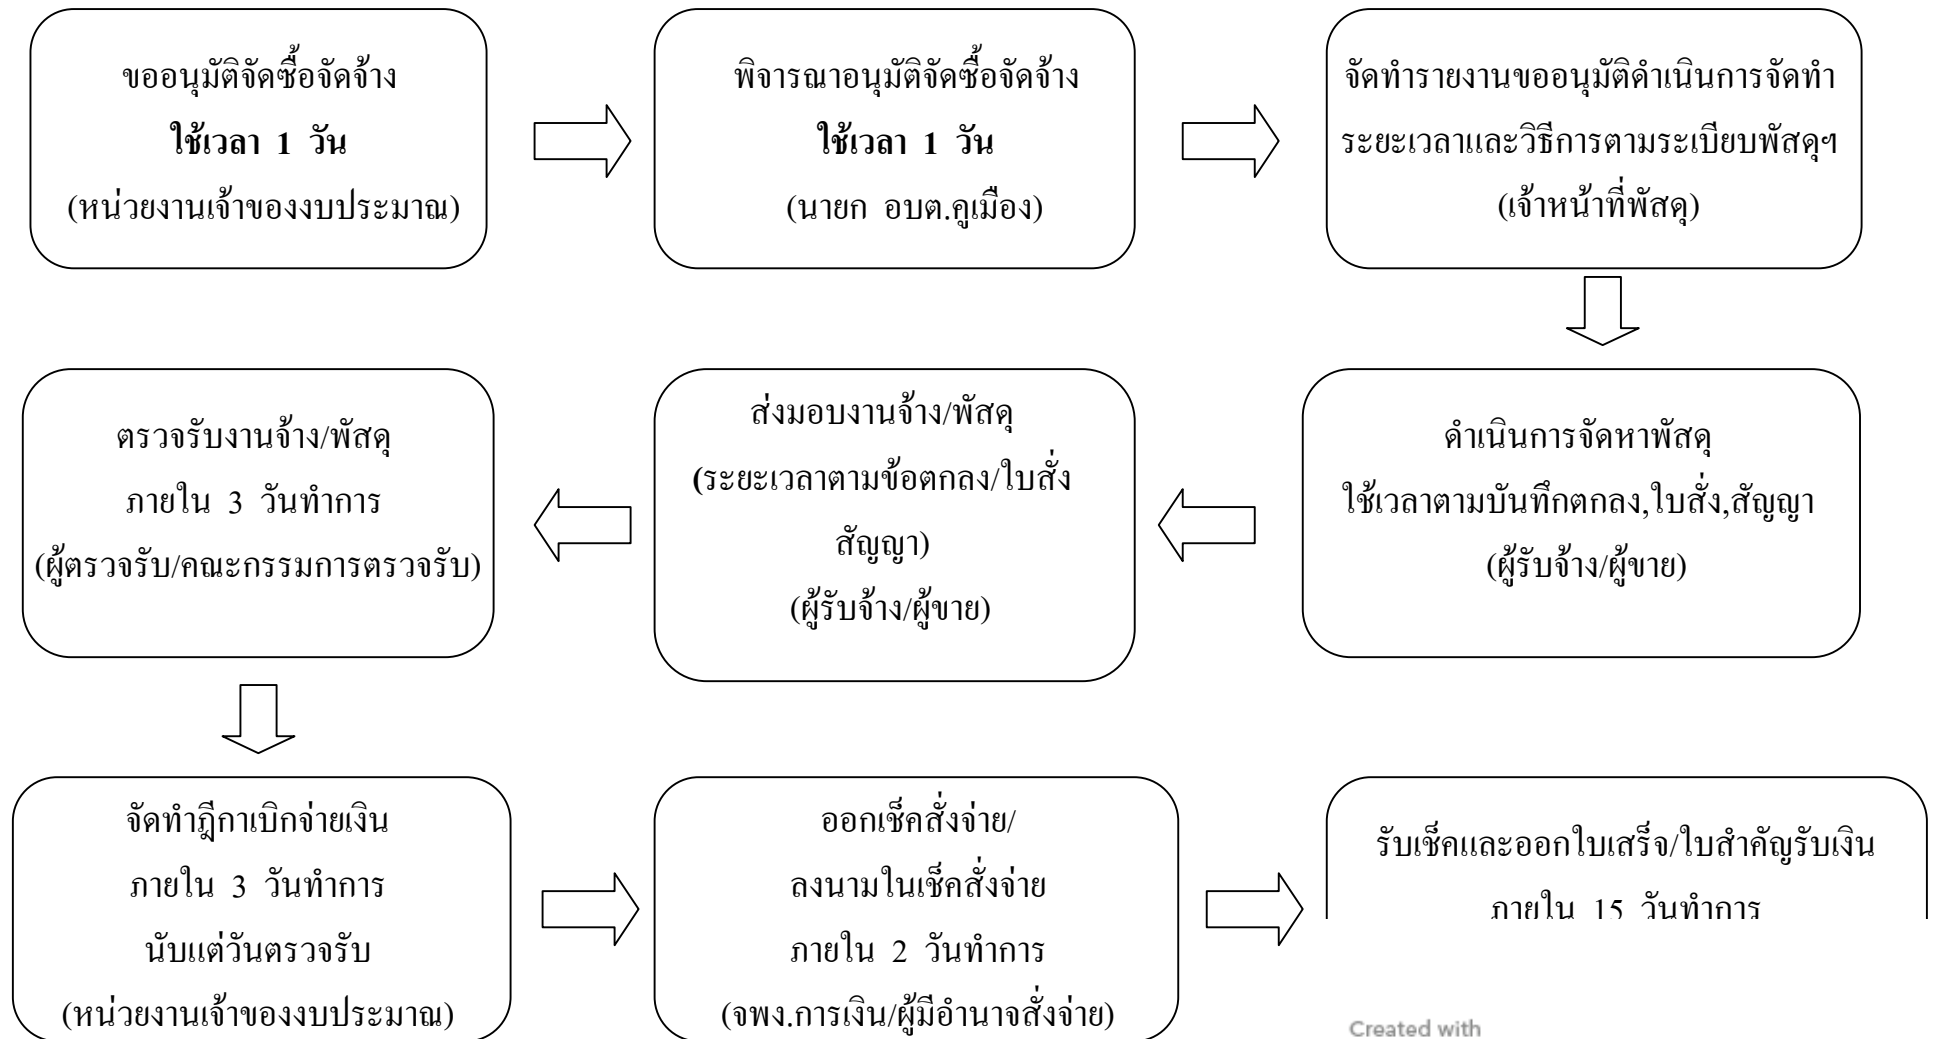 ขออนุมัติจัดซื้อจัดจ้าง
ใช้เวลา 1 วัน
(หน่วยงานเจ้าของงบประมาณ)
พิจารณาอนุมัติจัดซื้อจัดจ้าง
ใช้เวลา 1 วัน
(นายก อบต.คูเมือง)
จัดทำรายงานขออนุมัติดำเนินการจัดทำ
ระยะเวลาและวิธีการตามระเบียบพัสดุฯ
(เจ้าหน้าที่พัสดุ)
ดำเนินการจัดหาพัสดุ
ใช้เวลาตามบันทึกตกลง,ใบสั่ง,สัญญา
(ผู้รับจ้าง/ผู้ขาย)
ส่งมอบงานจ้าง/พัสดุ
(ระยะเวลาตามข้อตกลง/ใบสั่ง
สัญญา)
(ผู้รับจ้าง/ผู้ขาย)
ตรวจรับงานจ้าง/พัสดุ
ภายใน 3 วันทำการ
(ผู้ตรวจรับ/คณะกรรมการตรวจรับ)
จัดทำฎีกาเบิกจ่ายเงิน
ภายใน 3 วันทำการ
นับแต่วันตรวจรับ
(หน่วยงานเจ้าของงบประมาณ)
ออกเช็คสั่งจ่าย/
ลงนามในเช็คสั่งจ่าย
ภายใน 2 วันทำการ
(จพง.การเงิน/ผู้มีอำนาจสั่งจ่าย)
รับเช็คและออกใบเสร็จ/ใบสำคัญรับเงิน
ภายใน 15 วันทำการ
Created with